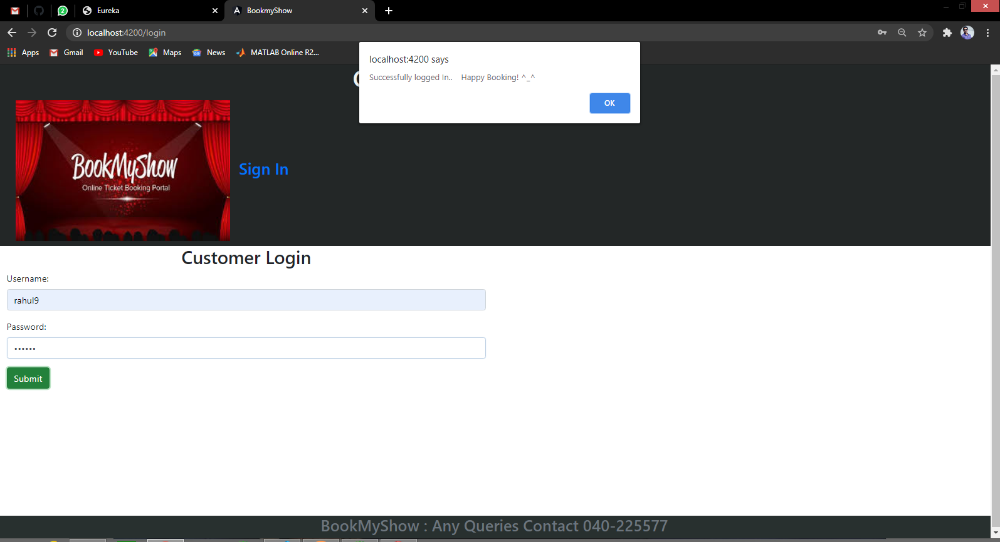 2 Eureka BookmyShow
localhost:4200/login
Apps Gmail YouTube Maps News MATLAB Online R2...
localhost:4200 says
Successfully logged In.. Happy Booking! ^_^
OK
BookMyShow
Online Ticket Booking Portal
Sign In
Customer Login
Username:
rahul9
Password:
Submit
BookMyShow : Any Queries Contact 040-225577